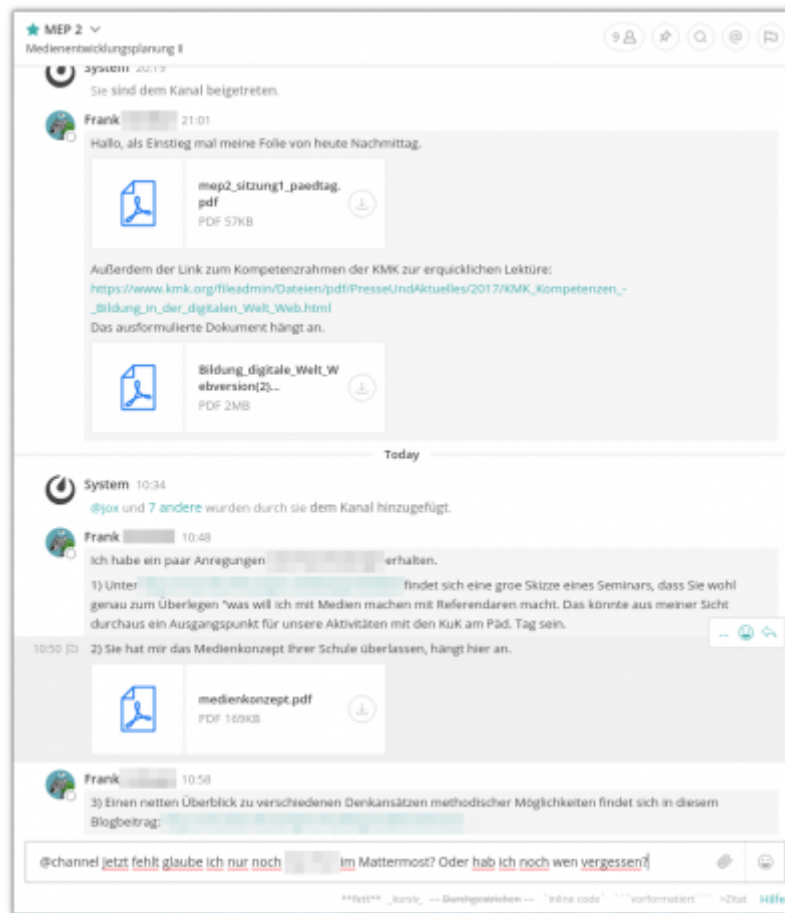 MEP 2
Medienentwicklungsplanung II
9
System 20:19
Sie sind dem Kanal beigetreten.
Frank 21:01
Hallo, als Einstieg mal meine Folie von heute Nachmittag.
mep2_sitzung1_paedtag.
pdf
PDF 57KB
Außerdem der Link zum Kompetenzrahmen der KMK zur erquicklichen Lektüre:
https://www.kmk.org/fileadmin/Dateien/pdf/PresseUndAktuelles/2017/KMK_Kompetenzen_-
_Bildung_in_der_digitalen_Welt_Web.html
Das ausformulierte Dokument hängt an.
Bildung_digitale_Welt_W
ebversion(2)...
PDF 2MB
Today
System 10:34
@jox und 7 andere wurden durch sie dem Kanal hinzugefügt.
Frank 10:48
Ich habe ein paar Anregungen erhalten.
1) Unter findet sich eine groe Skizze eines Seminars, dass Sie wohl
genau zum Überlegen "was will ich mit Medien machen mit Referendaren macht. Das könnte aus meiner Sicht
durchaus ein Ausgangspunkt für unsere Aktivitäten mit den KuK am Päd. Tag sein.
...
10:50 2) Sie hat mir das Medienkonzept Ihrer Schule überlassen, hängt hier an.
medienkonzept.pdf
PDF 169KB
Frank 10:58
3) Einen netten Überblick zu verschiedenen Denkansätzen methodischer Möglichkeiten findet sich in diesem
Blogbeitrag:
@channel Jetzt fehlt glaube ich nur noch im Mattermost? Oder hab ich noch wen vergessen?
**fett** _kursiv_ ~~Durchgestrichen~~ `inline code` ```vorformatiert``` >Zitat Hilfe